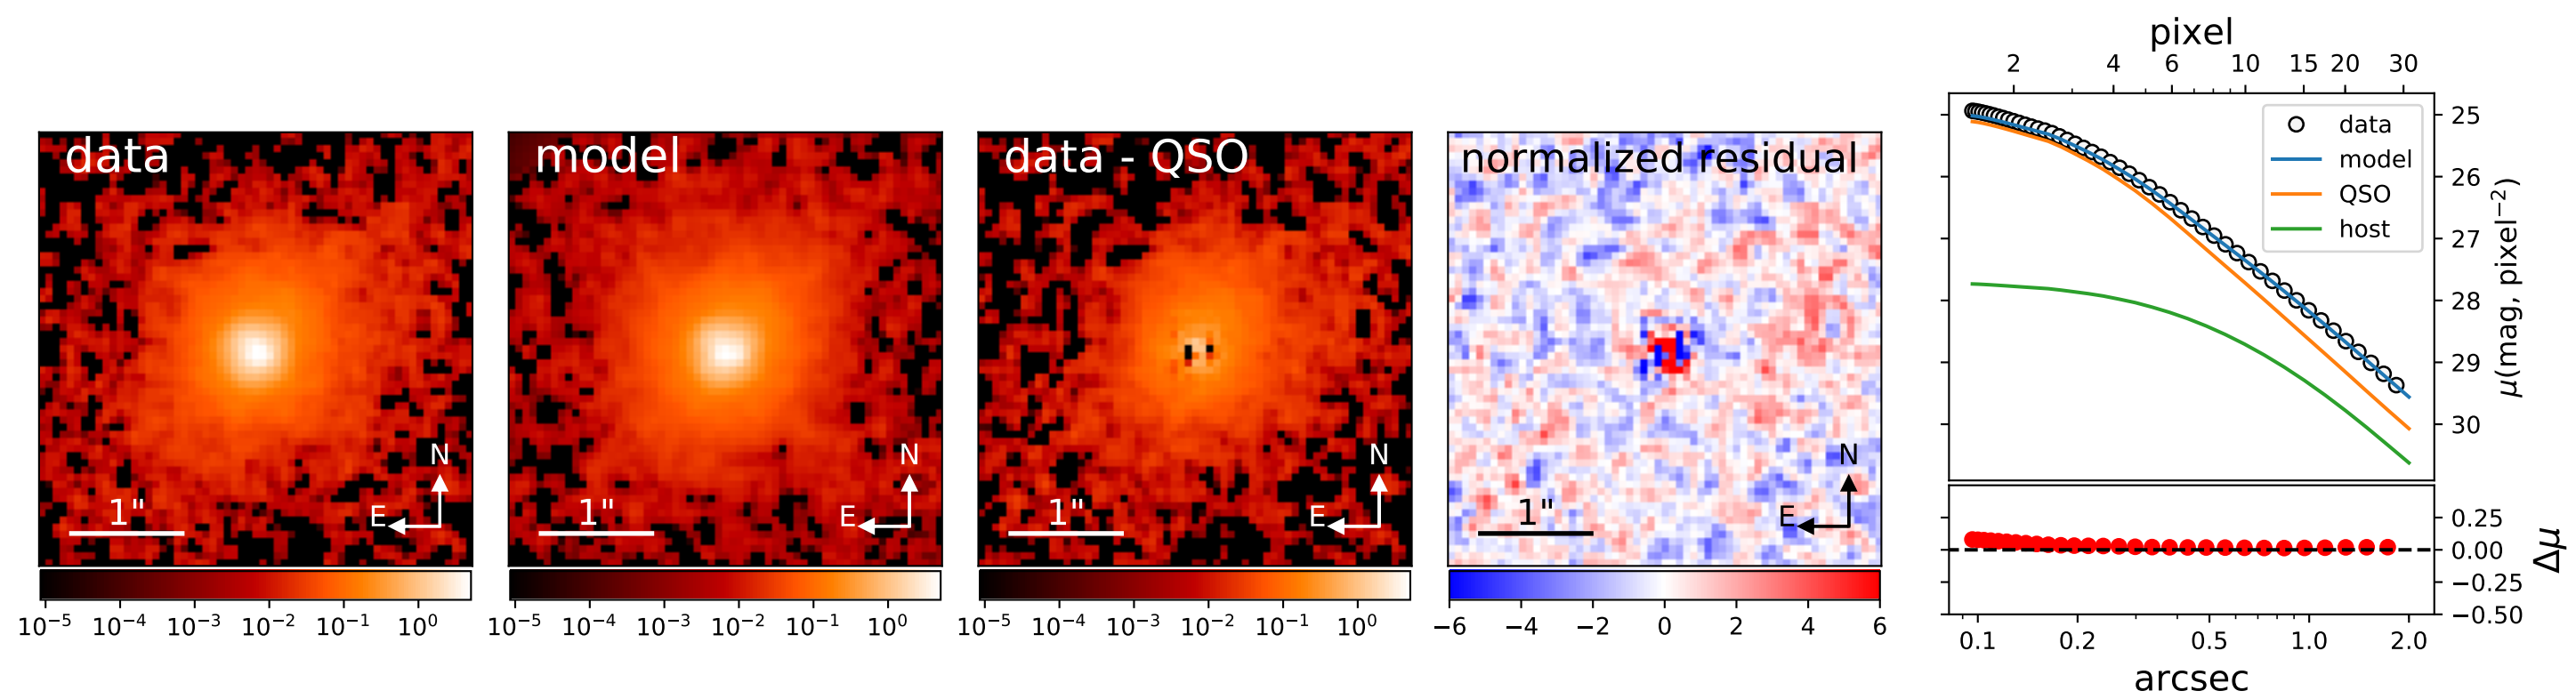 data
N
E
1"
10⁻⁵ 10⁻⁴ 10⁻³ 10⁻² 10⁻¹ 10⁰
model
N
E
1"
10⁻⁵ 10⁻⁴ 10⁻³ 10⁻² 10⁻¹ 10⁰
data - QSO
N
E
1"
10⁻⁵ 10⁻⁴ 10⁻³ 10⁻² 10⁻¹ 10⁰
normalized residual
N
E
1"
−6 −4 −2 0 2 4 6
pixel
2 4 6 10 15 20 30
data
model
QSO
host
25
26
27
28
29
30
μ(mag, pixel⁻²)
0.25
0.00
−0.25
−0.50
Δμ
0.1 0.2 0.5 1.0 2.0
arcsec